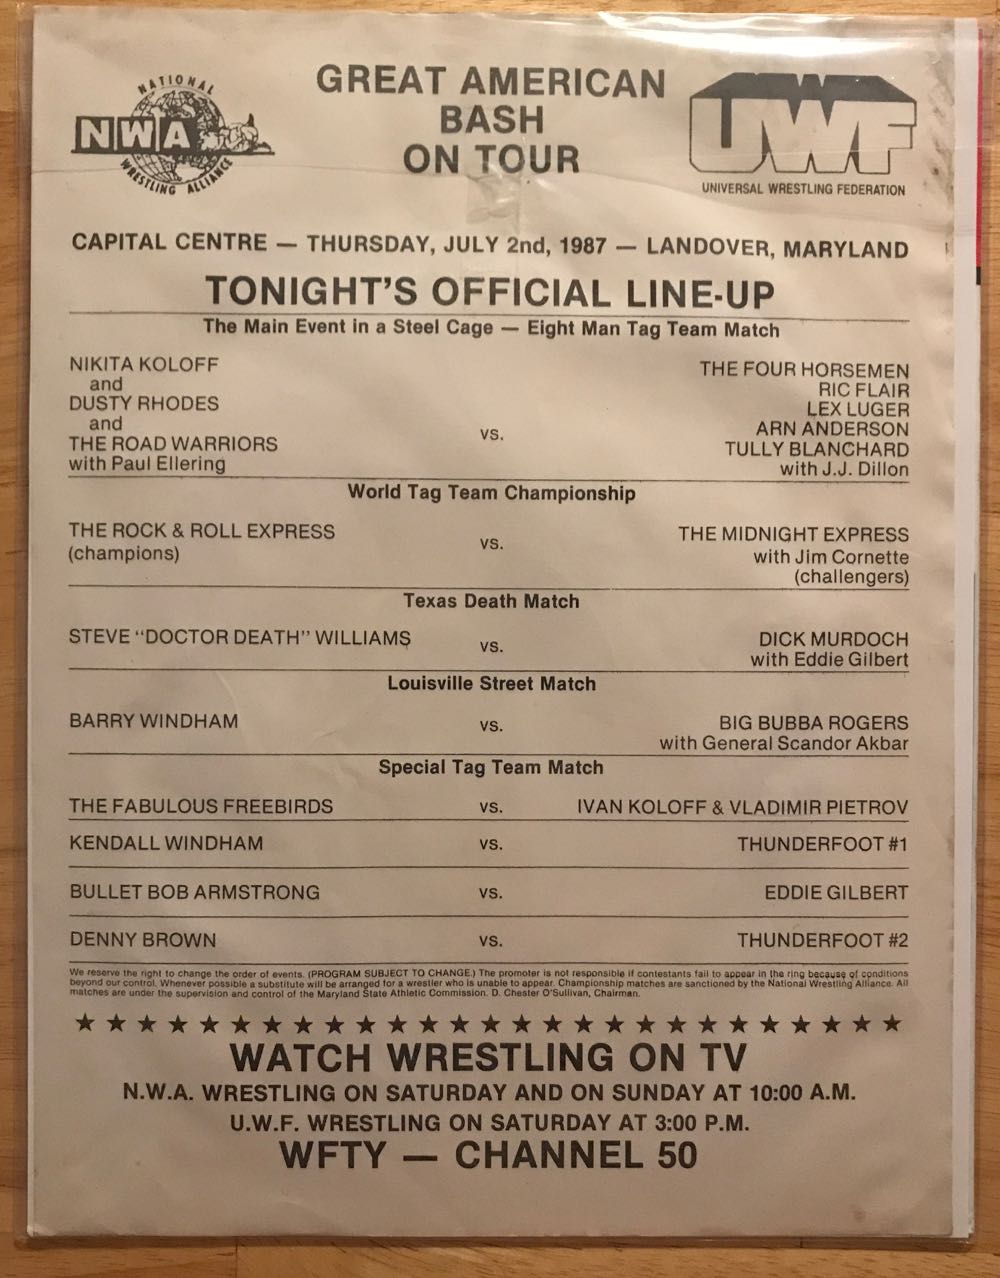 NATIONAL
NWA
WRESTLING ALLIANCE
GREAT AMERICAN
BASH
ON TOUR
UWF
UNIVERSAL WRESTLING FEDERATION
CAPITAL CENTRE — THURSDAY, JULY 2nd, 1987 — LANDOVER, MARYLAND
TONIGHT'S OFFICIAL LINE-UP
The Main Event in a Steel Cage — Eight Man Tag Team Match
NIKITA KOLOFF
and
DUSTY RHODES
and
THE ROAD WARRIORS
with Paul Ellering
vs.
THE FOUR HORSEMEN
RIC FLAIR
LEX LUGER
ARN ANDERSON
TULLY BLANCHARD
with J.J. Dillon
World Tag Team Championship
THE ROCK & ROLL EXPRESS
(champions)
vs.
THE MIDNIGHT EXPRESS
with Jim Cornette
(challengers)
Texas Death Match
STEVE "DOCTOR DEATH" WILLIAMS
vs.
DICK MURDOCH
with Eddie Gilbert
Louisville Street Match
BARRY WINDHAM
vs.
BIG BUBBA ROGERS
with General Scandor Akbar
Special Tag Team Match
THE FABULOUS FREEBIRDS vs. IVAN KOLOFF & VLADIMIR PIETROV
KENDALL WINDHAM vs. THUNDERFOOT #1
BULLET BOB ARMSTRONG vs. EDDIE GILBERT
DENNY BROWN vs. THUNDERFOOT #2
We reserve the right to change the order of events. (PROGRAM SUBJECT TO CHANGE.) The promoter is not responsible if contestants fail to appear in the ring because of conditions
beyond our control. Whenever possible a substitute will be arranged for a wrestler who is unable to appear. Championship matches are sanctioned by the National Wrestling Alliance. All
matches are under the supervision and control of the Maryland State Athletic Commission. D. Chester O'Sullivan, Chairman.
WATCH WRESTLING ON TV
N.W.A. WRESTLING ON SATURDAY AND ON SUNDAY AT 10:00 A.M.
U.W.F. WRESTLING ON SATURDAY AT 3:00 P.M.
WFTY — CHANNEL 50